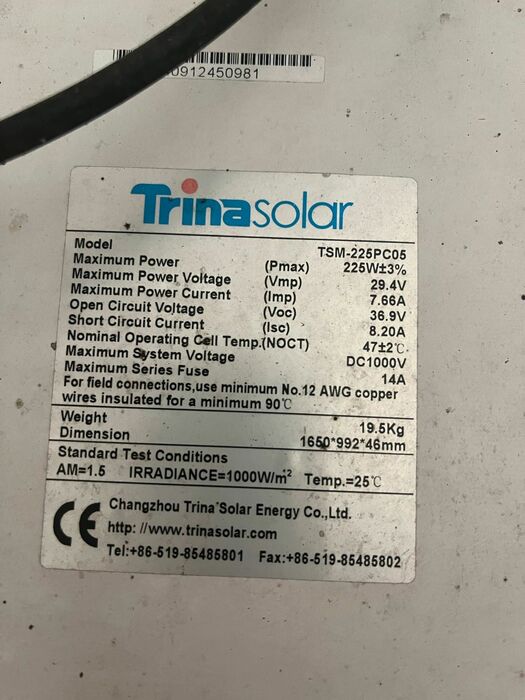 0912450981
Trinasolar
Model TSM-225PC05
Maximum Power (Pmax) 225W±3%
Maximum Power Voltage (Vmp) 29.4V
Maximum Power Current (Imp) 7.66A
Open Circuit Voltage (Voc) 36.9V
Short Circuit Current (Isc) 8.20A
Nominal Operating Cell Temp.(NOCT) 47±2℃
Maximum System Voltage DC1000V
Maximum Series Fuse 14A
For field connections,use minimum No.12 AWG copper
wires insulated for a minimum 90℃
Weight 19.5Kg
Dimension 1650*992*46mm
Standard Test Conditions
AM=1.5 IRRADIANCE=1000W/m² Temp.=25℃
CE
Changzhou Trina Solar Energy Co.,Ltd.
http: //www.trinasolar.com
Tel:+86-519-85485801 Fax:+86-519-85485802